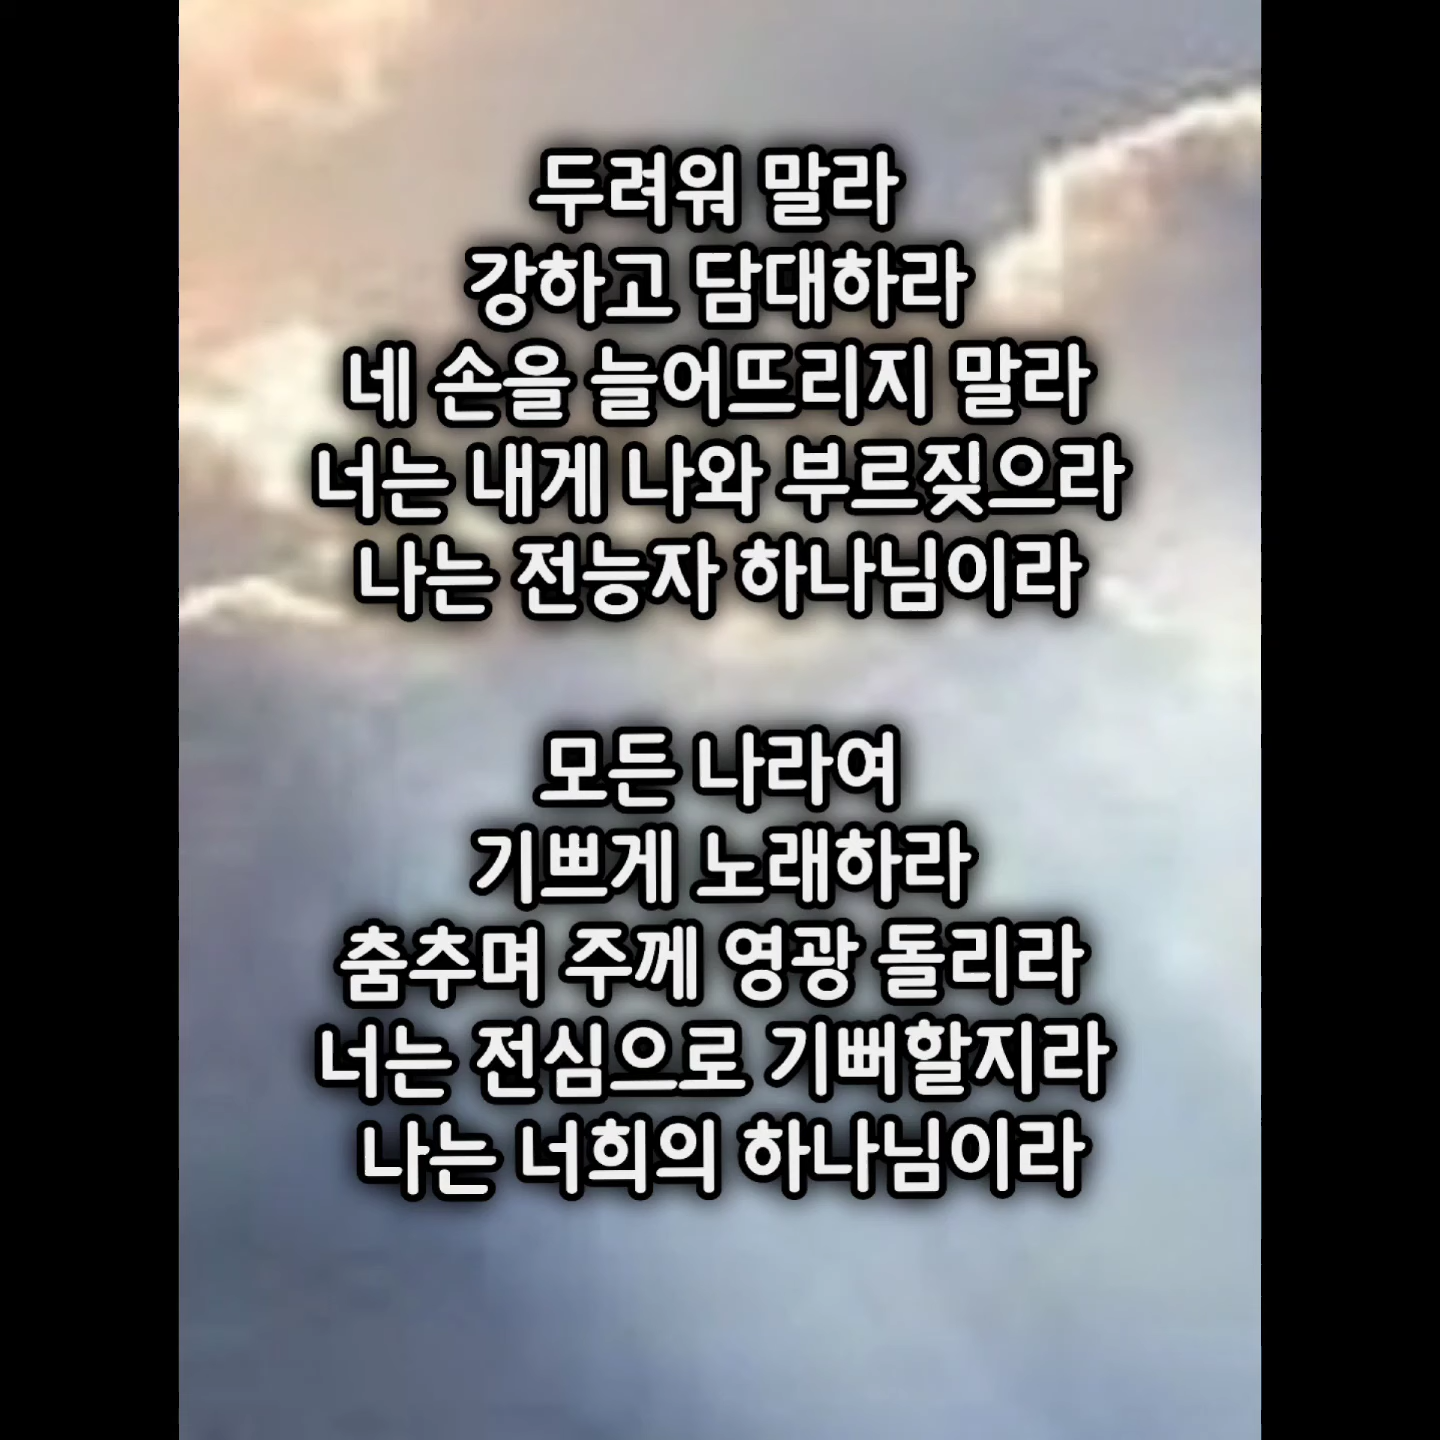 두려워 말라
강하고 담대하라
네 손을 늘어뜨리지 말라
너는 내게 나와 부르짖으라
나는 전능자 하나님이라
모든 나라여
기쁘게 노래하라
춤추며 주께 영광 돌리라
너는 전심으로 기뻐할지라
나는 너희의 하나님이라